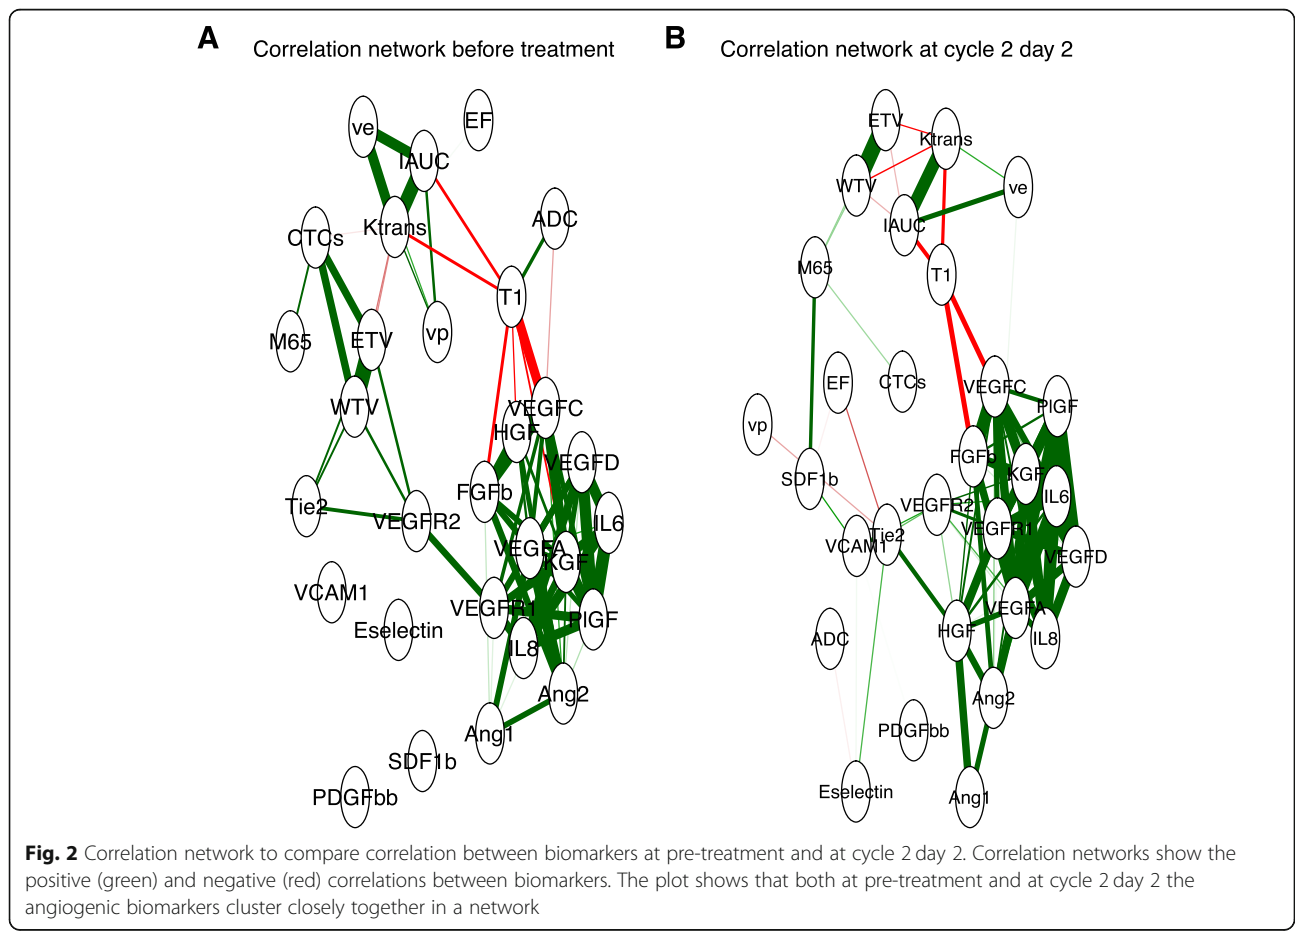 A
Correlation network before treatment
ve
EF
IAUC
ADC
Ktrans
CTCs
T1
M65
ETV
vp
WTV
VEGFC
HGF
VEGFD
FGFb
Tie2
VEGFR2
IL6
VEGFA
KGF
VCAM1
VEGFR1
PlGF
Eselectin
IL8
Ang2
Ang1
SDF1b
PDGFbb
B
Correlation network at cycle 2 day 2
ETV
Ktrans
WTV
ve
IAUC
M65
T1
EF
CTCs
VEGFC
PlGF
vp
FGFb
SDF1b
KGF
IL6
VEGFR2
VEGFR1
Tie2
VCAM1
VEGFD
VEGFA
ADC
HGF
IL8
Ang2
PDGFbb
Eselectin
Ang1
Fig. 2 Correlation network to compare correlation between biomarkers at pre-treatment and at cycle 2 day 2. Correlation networks show the
positive (green) and negative (red) correlations between biomarkers. The plot shows that both at pre-treatment and at cycle 2 day 2 the
angiogenic biomarkers cluster closely together in a network